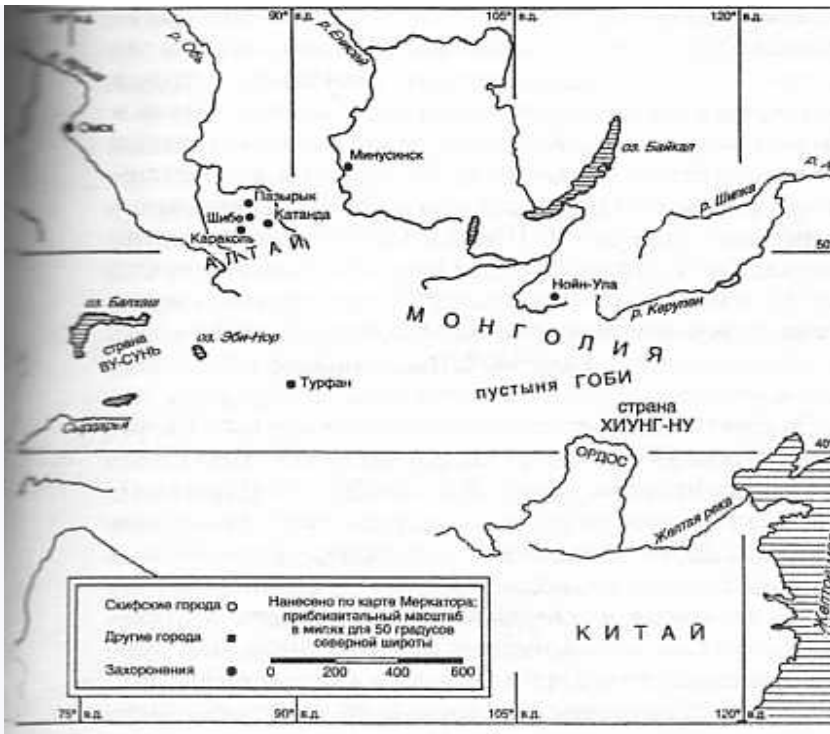 90° в.д.
105° в.д.
120° в.д.
р. Обь
р. Енисей
Омск
Минусинск
оз. Байкал
Пазырык
Шибе
Катанда
Караколь
АЛТАЙ
р. Шилка
50
Нойн-Ула
р. Керулен
МОНГОЛИЯ
оз. Балхаш
страна
ВУ-СУНЬ
оз. Эби-Нор
Турфан
пустыня ГОБИ
страна
ХИУНГ-НУ
Сырдарья
40°
ОРДОС
Желтая река
КИТАЙ
Скифские города
Другие города
Захоронения
Нанесено по карте Меркатора;
приблизительный масштаб
в милях для 50 градусов
северной широты
0 200 400 600
75° в.д.
90° в.д.
105° в.д.
120° в.д.